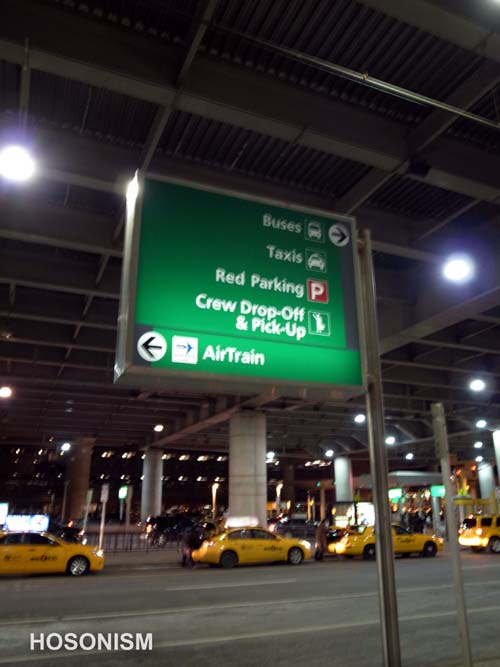 Buses
Taxis
Red Parking P
Crew Drop-Off
& Pick-Up
AirTrain
HOSONISM